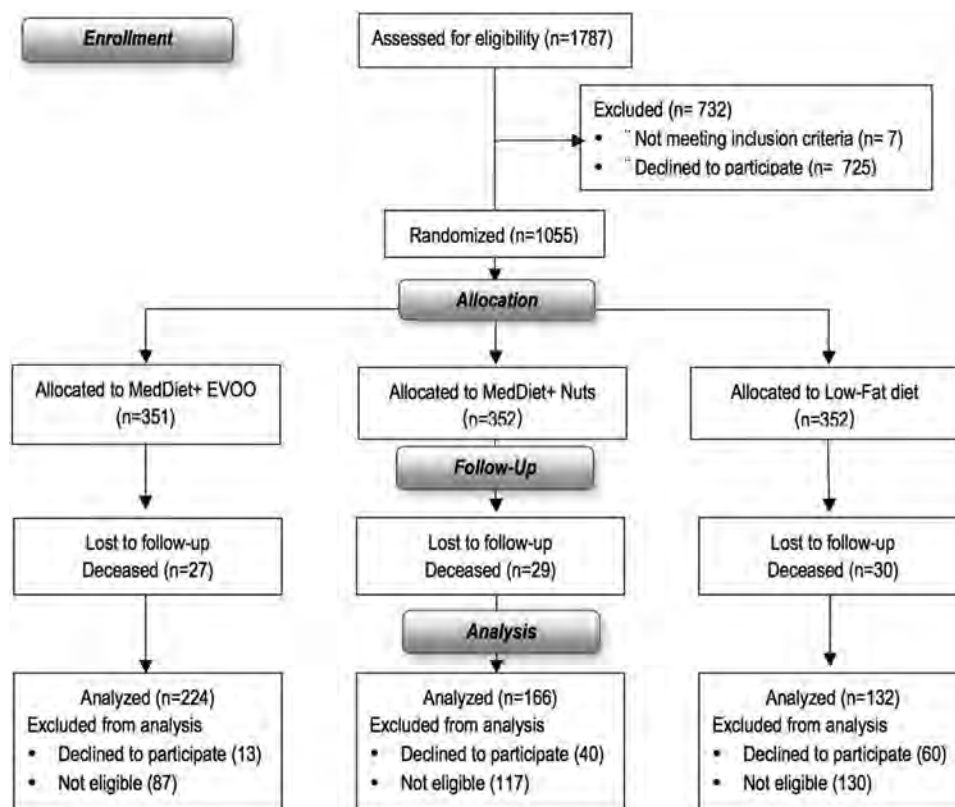 Enrollment
Assessed for eligibility (n=1787)
Excluded (n= 732)
• ¨ Not meeting inclusion criteria (n= 7)
• ¨ Declined to participate (n= 725)
Randomized (n=1055)
Allocation
Allocated to MedDiet+ EVOO
(n=351)
Allocated to MedDiet+ Nuts
(n=352)
Allocated to Low-Fat diet
(n=352)
Follow-Up
Lost to follow-up
Deceased (n=27)
Lost to follow-up
Deceased (n=29)
Lost to follow-up
Deceased (n=30)
Analysis
Analyzed (n=224)
Excluded from analysis
• Declined to participate (13)
• Not eligible (87)
Analyzed (n=166)
Excluded from analysis
• Declined to participate (40)
• Not eligible (117)
Analyzed (n=132)
Excluded from analysis
• Declined to participate (60)
• Not eligible (130)